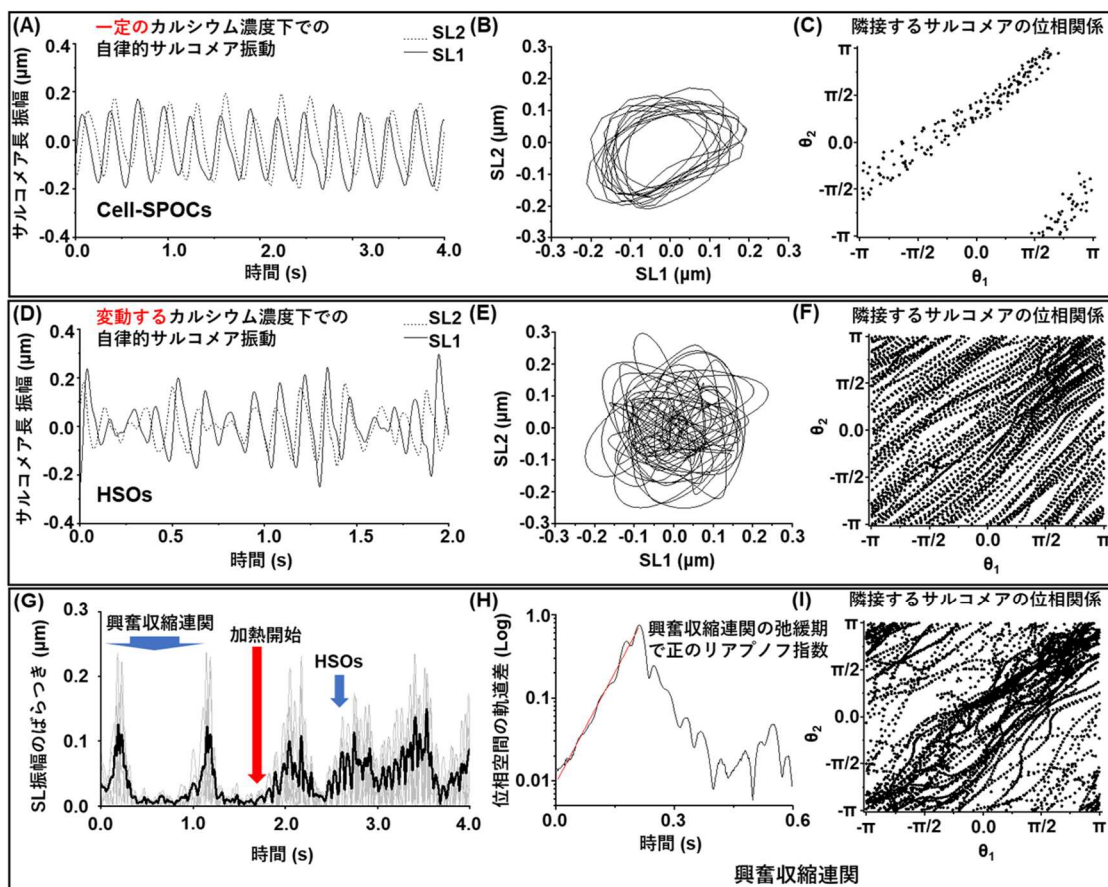 (A)
一定のカルシウム濃度下での
自律的サルコメア振動
SL2
SL1
サルコメア長 振幅 (μm)
0.4
0.2
0.0
-0.2
-0.4
Cell-SPOCs
0.0 0.5 1.0 1.5 2.0 2.5 3.0 3.5 4.0
時間 (s)
(B)
SL2 (μm)
0.3
0.2
0.1
0.0
-0.1
-0.2
-0.3
-0.3 -0.2 -0.1 0.0 0.1 0.2 0.3
SL1 (μm)
(C)
隣接するサルコメアの位相関係
θ2
π
π/2
0.0
-π/2
-π
-π -π/2 0.0 π/2 π
θ1
(D)
変動するカルシウム濃度下での
自律的サルコメア振動
SL2
SL1
サルコメア長 振幅 (μm)
0.4
0.2
0.0
-0.2
-0.4
HSOs
0.0 0.5 1.0 1.5 2.0
時間 (s)
(E)
SL2 (μm)
0.3
0.2
0.1
0.0
-0.1
-0.2
-0.3
-0.3 -0.2 -0.1 0.0 0.1 0.2 0.3
SL1 (μm)
(F)
隣接するサルコメアの位相関係
θ2
π
π/2
0.0
-π/2
-π
-π -π/2 0.0 π/2 π
θ1
(G)
SL振幅のばらつき (μm)
0.3
0.2
0.1
0.0
興奮収縮連関
加熱開始
HSOs
0.0 1.0 2.0 3.0 4.0
時間 (s)
(H)
位相空間の軌道差 (Log)
1.0
0.1
0.01
興奮収縮連関の弛緩期
で正のリアプノフ指数
0.0 0.3 0.6
時間 (s)
(I)
隣接するサルコメアの位相関係
θ2
π
π/2
0.0
-π/2
-π
-π -π/2 0.0 π/2 π
θ1
興奮収縮連関